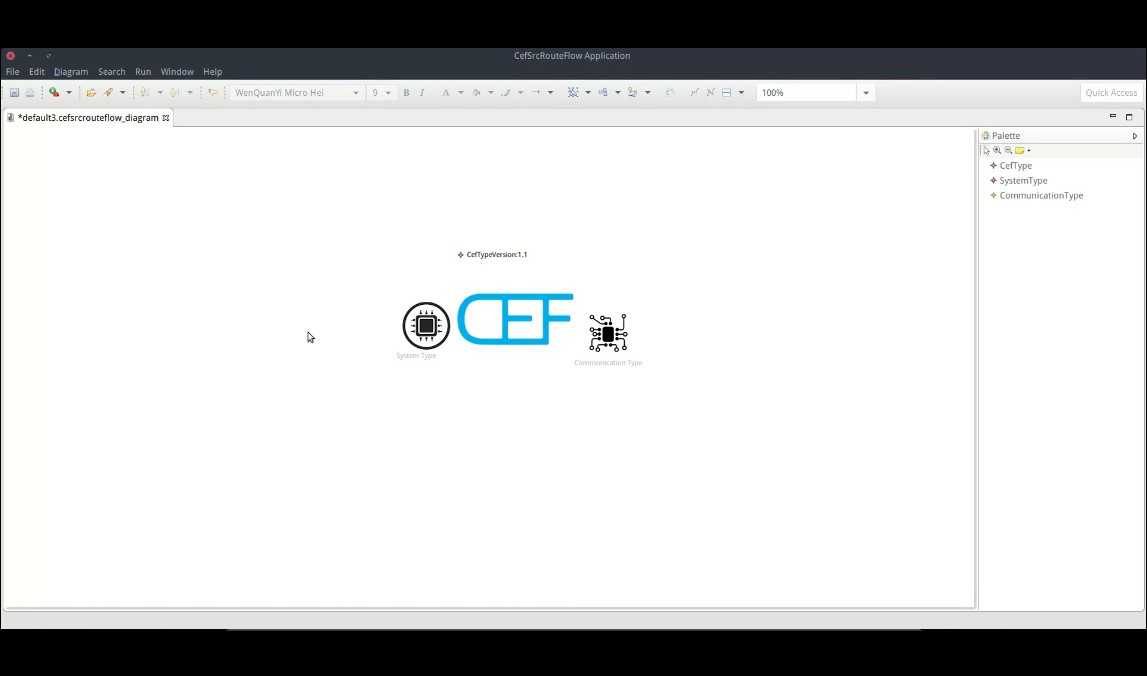 CefSrcRouteFlow Application
File Edit Diagram Search Run Window Help
WenQuanYi Micro Hei 9 B I A 100% Quick Access
*default3.cefsrcrouteflow_diagram
Palette
CefType
SystemType
CommunicationType
CefTypeVersion:1.1
CEF
System Type
Communication Type